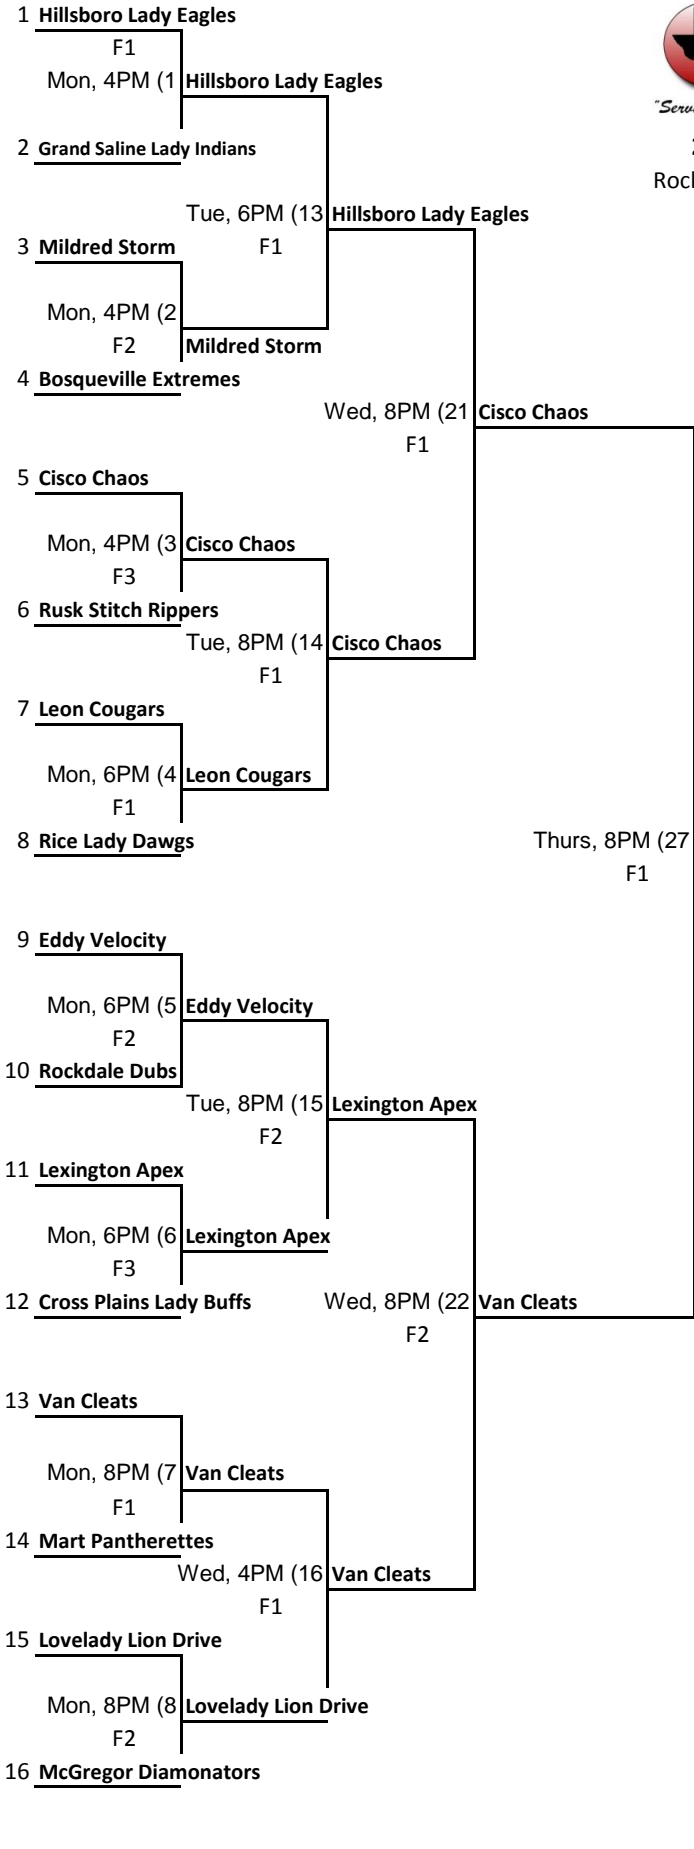 1 Hillsboro Lady Eagles
F1
Mon, 4PM (1 Hillsboro Lady Eagles
"Serv
2 Grand Saline Lady Indians
Rock
Tue, 6PM (13 Hillsboro Lady Eagles
3 Mildred Storm F1
Mon, 4PM (2
F2 Mildred Storm
4 Bosqueville Extremes
Wed, 8PM (21 Cisco Chaos
F1
5 Cisco Chaos
Mon, 4PM (3 Cisco Chaos
F3
6 Rusk Stitch Rippers
Tue, 8PM (14 Cisco Chaos
F1
7 Leon Cougars
Mon, 6PM (4 Leon Cougars
F1
8 Rice Lady Dawgs Thurs, 8PM (27
F1
9 Eddy Velocity
Mon, 6PM (5 Eddy Velocity
F2
10 Rockdale Dubs
Tue, 8PM (15 Lexington Apex
F2
11 Lexington Apex
Mon, 6PM (6 Lexington Apex
F3
12 Cross Plains Lady Buffs Wed, 8PM (22 Van Cleats
F2
13 Van Cleats
Mon, 8PM (7 Van Cleats
F1
14 Mart Pantherettes
Wed, 4PM (16 Van Cleats
F1
15 Lovelady Lion Drive
Mon, 8PM (8 Lovelady Lion Drive
F2
16 McGregor Diamonators